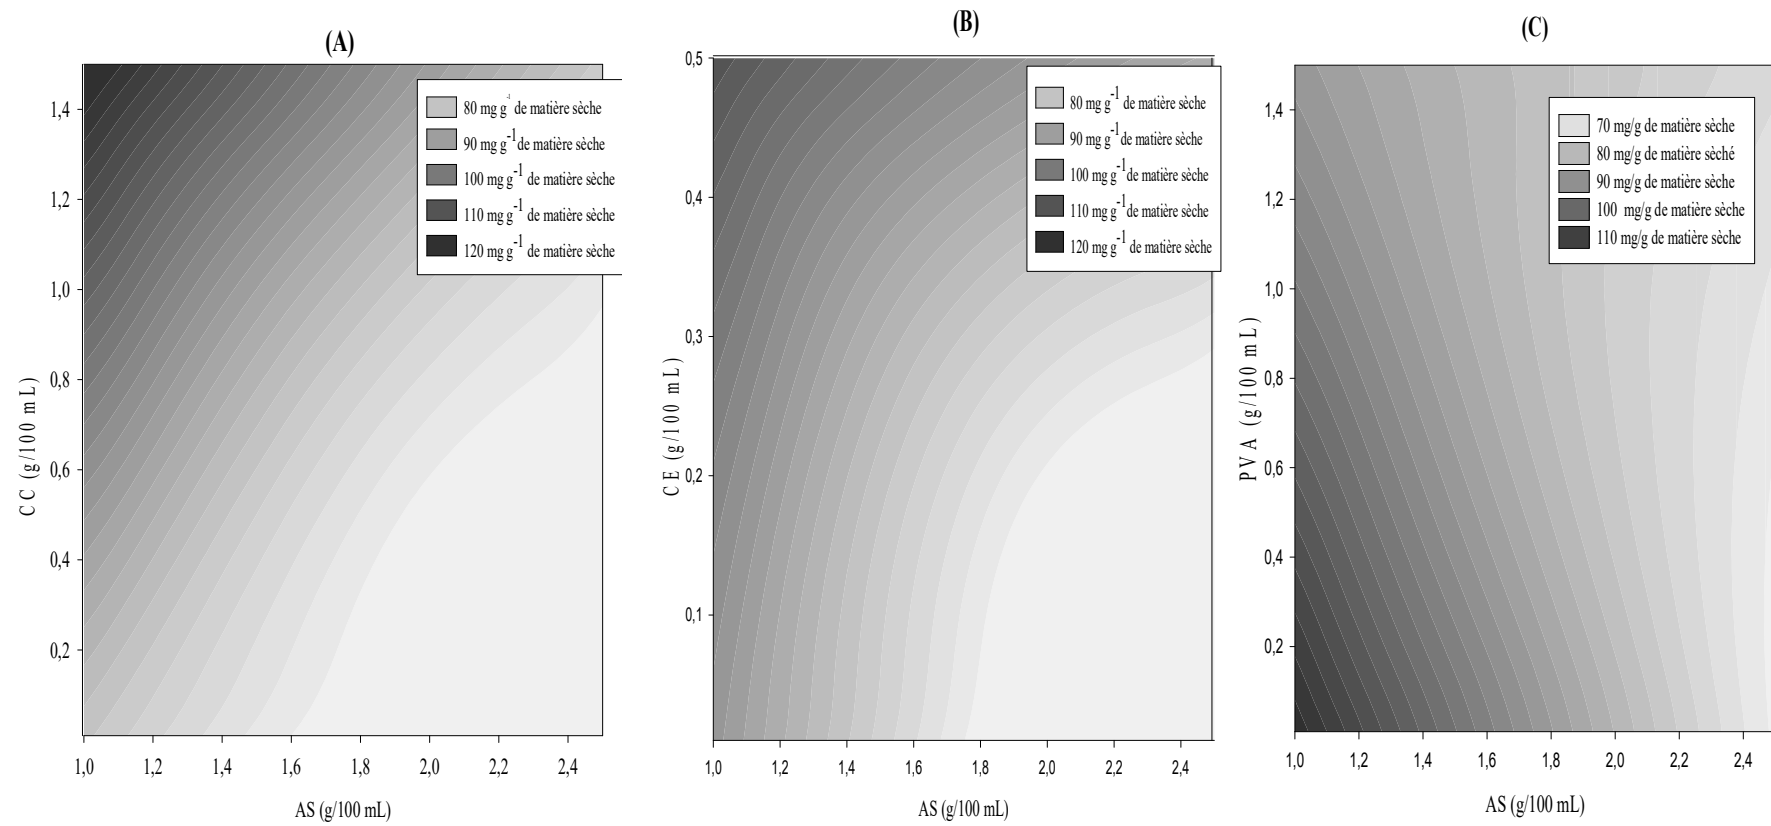 (A)
1,4
1,2
1,0
0,8
0,6
0,4
0,2
CC (g/100 mL)
1,0 1,2 1,4 1,6 1,8 2,0 2,2 2,4
AS (g/100 mL)
80 mg g-1 de matière sèche
90 mg g-1 de matière sèche
100 mg g-1 de matière sèche
110 mg g-1 de matière sèche
120 mg g-1 de matière sèche
(B)
0,5
0,4
0,3
0,2
0,1
CE (g/100 mL)
1,0 1,2 1,4 1,6 1,8 2,0 2,2 2,4
AS (g/100 mL)
80 mg g-1 de matière sèche
90 mg g-1 de matière sèche
100 mg g-1 de matière sèche
110 mg g-1 de matière sèche
120 mg g-1 de matière sèche
(C)
1,4
1,2
1,0
0,8
0,6
0,4
0,2
PVA (g/100 mL)
1,0 1,2 1,4 1,6 1,8 2,0 2,2 2,4
AS (g/100 mL)
70 mg/g de matière sèche
80 mg/g de matière sèché
90 mg/g de matière sèche
100 mg/g de matière sèche
110 mg/g de matière sèche